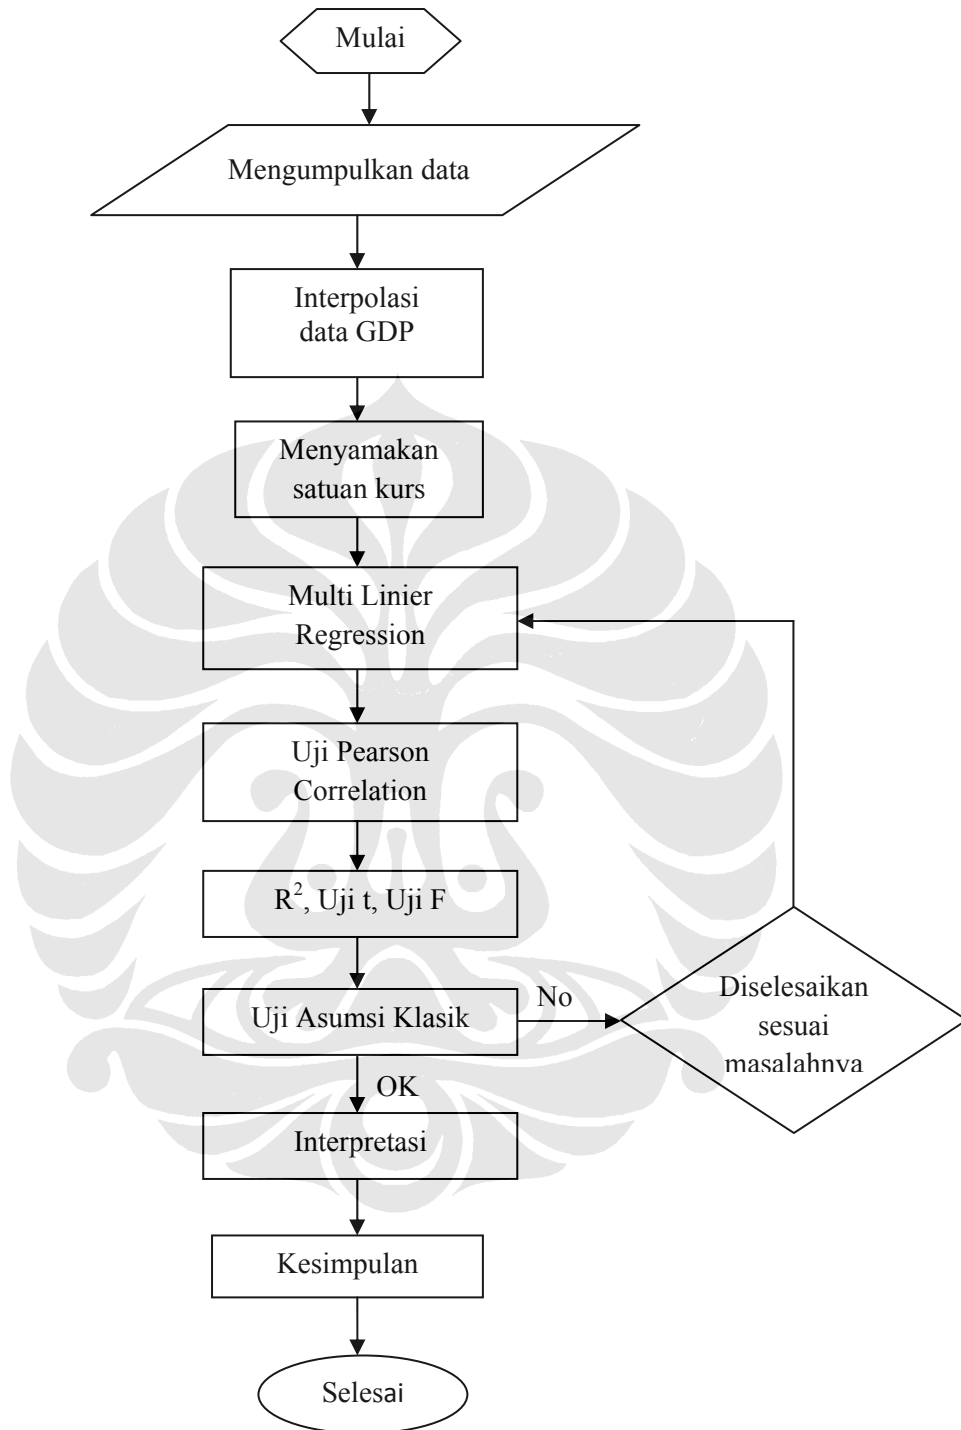 Mulai
Mengumpulkan data
Interpolasi
data GDP
Menyamakan
satuan kurs
Multi Linier
Regression
Uji Pearson
Correlation
R², Uji t, Uji F
Uji Asumsi Klasik
No
Diselesaikan
sesuai
masalahnya
OK
Interpretasi
Kesimpulan
Selesai